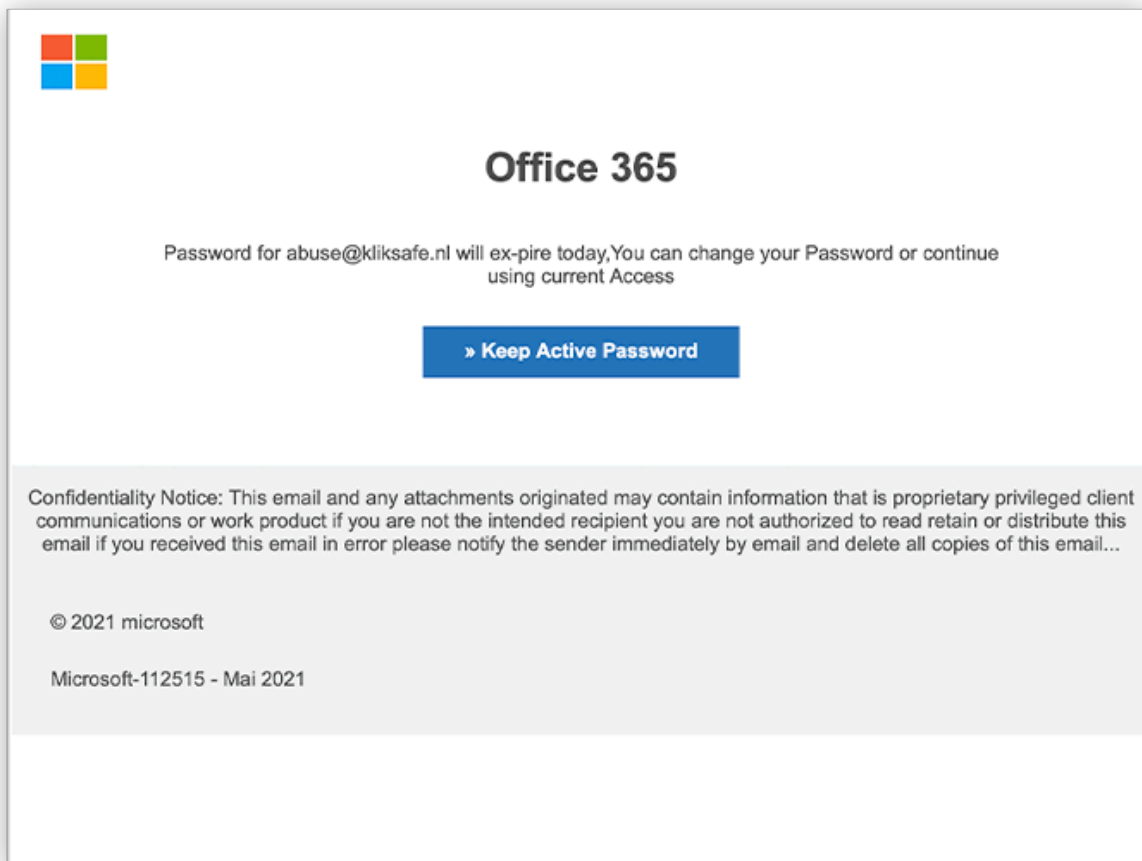 Office 365
Password for abuse@kliksafe.nl will ex-pire today,You can change your Password or continue
using current Access
» Keep Active Password
Confidentiality Notice: This email and any attachments originated may contain information that is proprietary privileged client
communications or work product if you are not the intended recipient you are not authorized to read retain or distribute this
email if you received this email in error please notify the sender immediately by email and delete all copies of this email...
© 2021 microsoft
Microsoft-112515 - Mai 2021